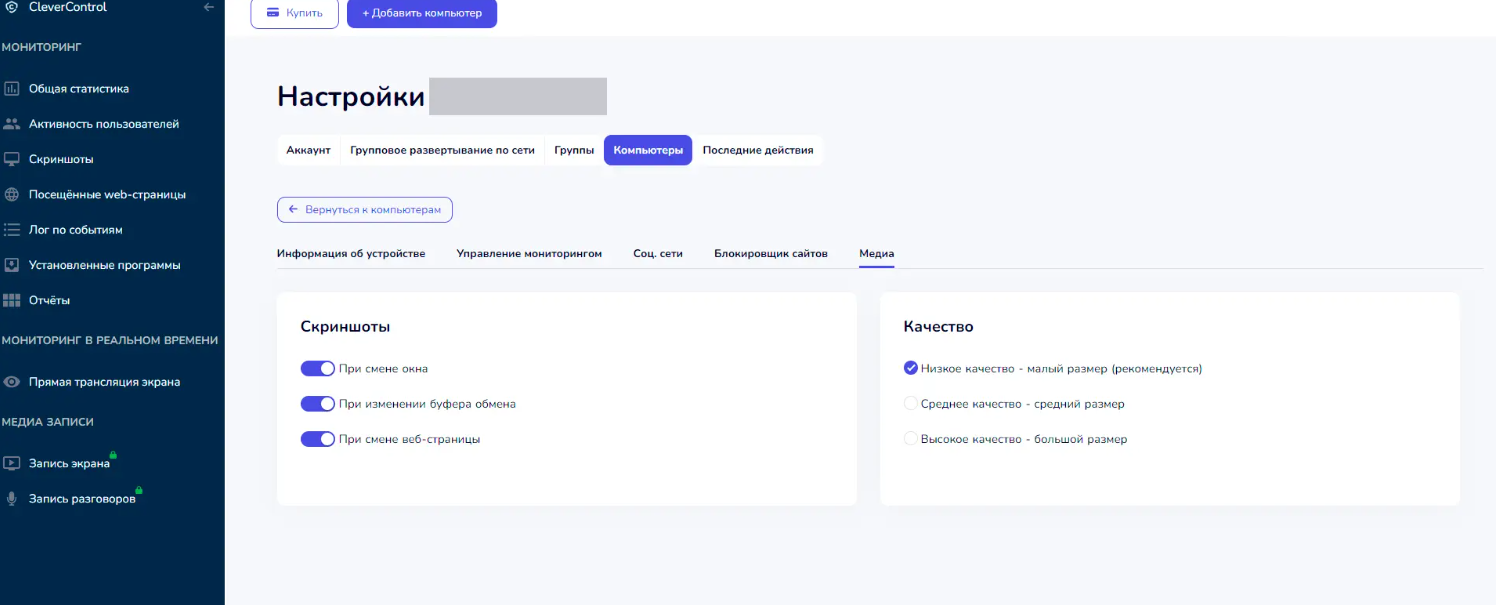 CleverControl
МОНИТОРИНГ
Общая статистика
Активность пользователей
Скриншоты
Посещённые web-страницы
Лог по событиям
Установленные программы
Отчёты
МОНИТОРИНГ В РЕАЛЬНОМ ВРЕМЕНИ
Прямая трансляция экрана
МЕДИА ЗАПИСИ
Запись экрана
Запись разговоров
Купить
+ Добавить компьютер
Настройки
Аккаунт
Групповое развертывание по сети
Группы
Компьютеры
Последние действия
Вернуться к компьютерам
Информация об устройстве
Управление мониторингом
Соц. сети
Блокировщик сайтов
Медиа
Скриншоты
При смене окна
При изменении буфера обмена
При смене веб-страницы
Качество
Низкое качество - малый размер (рекомендуется)
Среднее качество - средний размер
Высокое качество - большой размер